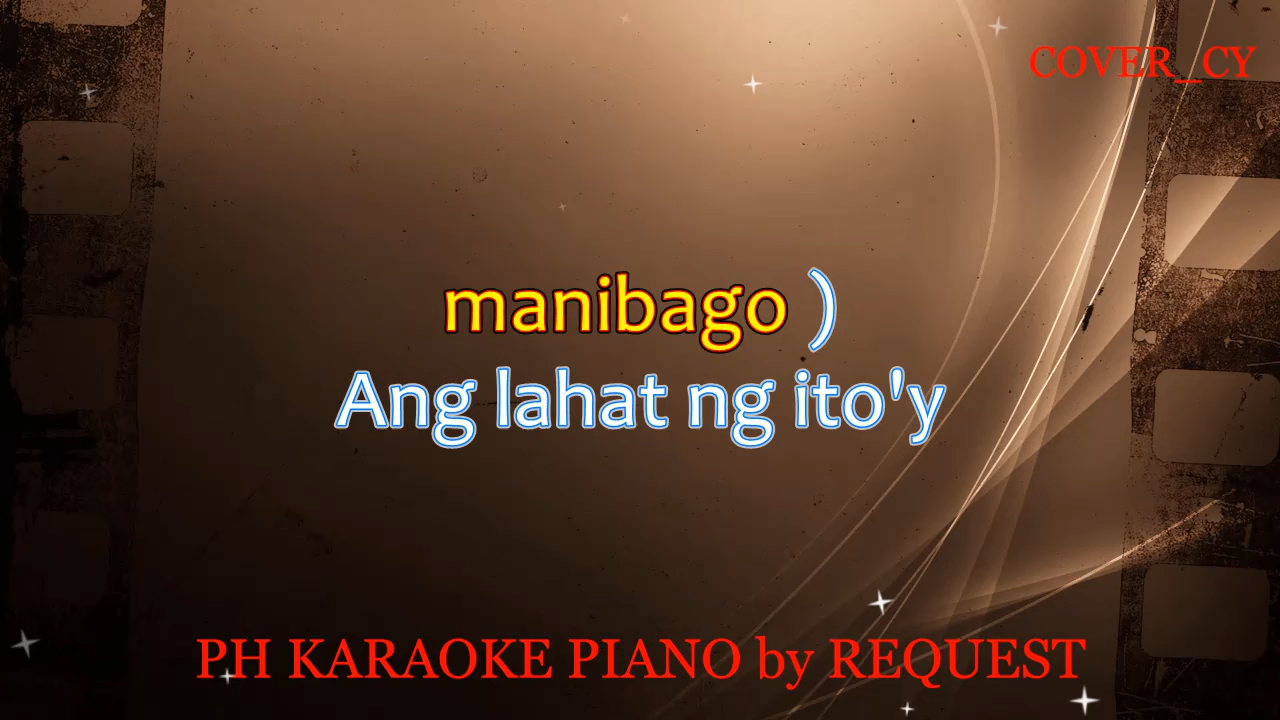 COVER_CY
manibago )
Ang lahat ng ito'y
PH KARAOKE PIANO by REQUEST